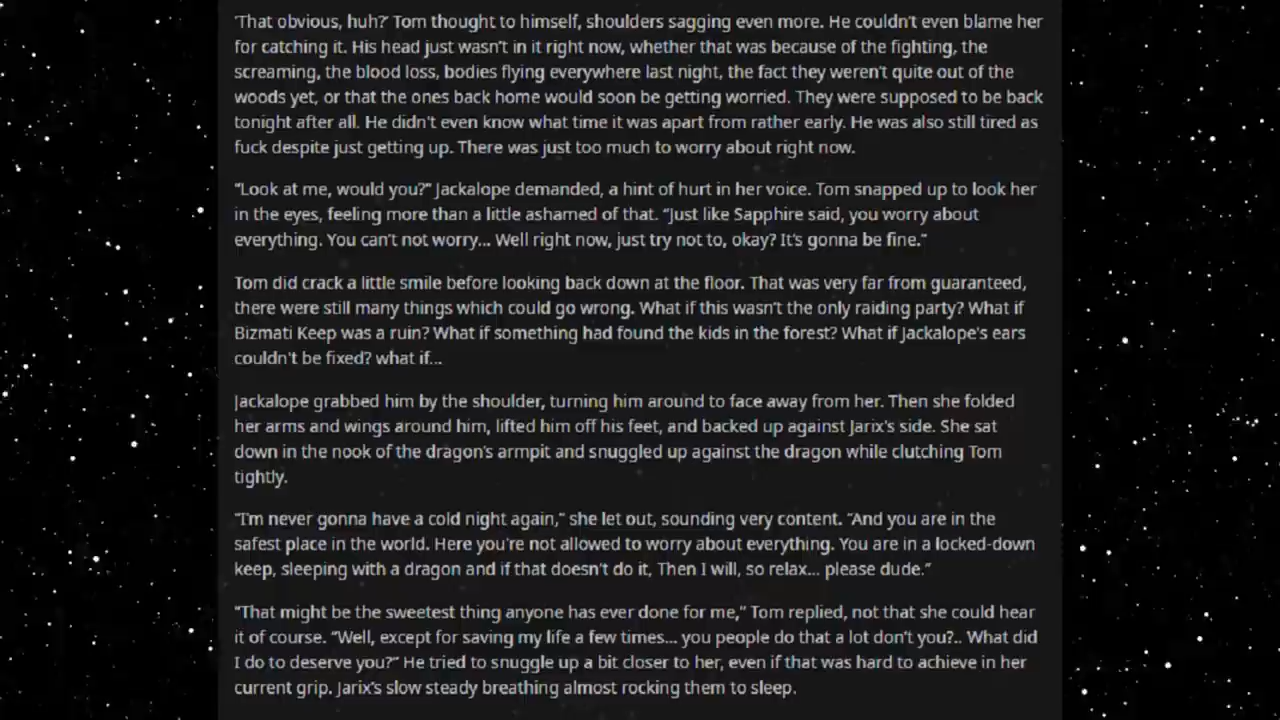 'That obvious, huh?' Tom thought to himself, shoulders sagging even more. He couldn't even blame her
for catching it. His head just wasn't in it right now, whether that was because of the fighting, the
screaming, the blood loss, bodies flying everywhere last night, the fact they weren't quite out of the
woods yet, or that the ones back home would soon be getting worried. They were supposed to be back
tonight after all. He didn't even know what time it was apart from rather early. He was also still tired as
fuck despite just getting up. There was just too much to worry about right now.
“Look at me, would you?” Jackalope demanded, a hint of hurt in her voice. Tom snapped up to look her
in the eyes, feeling more than a little ashamed of that. “Just like Sapphire said, you worry about
everything. You can't not worry... Well right now, just try not to, okay? It's gonna be fine.”
Tom did crack a little smile before looking back down at the floor. That was very far from guaranteed,
there were still many things which could go wrong. What if this wasn't the only raiding party? What if
Bizmati Keep was a ruin? What if something had found the kids in the forest? What if Jackalope's ears
couldn't be fixed? what if...
Jackalope grabbed him by the shoulder, turning him around to face away from her. Then she folded
her arms and wings around him, lifted him off his feet, and backed up against Jarix's side. She sat
down in the nook of the dragon's armpit and snuggled up against the dragon while clutching Tom
tightly.
“I'm never gonna have a cold night again,” she let out, sounding very content. “And you are in the
safest place in the world. Here you're not allowed to worry about everything. You are in a locked-down
keep, sleeping with a dragon and if that doesn't do it, Then I will, so relax... please dude.”
“That might be the sweetest thing anyone has ever done for me,” Tom replied, not that she could hear
it of course. “Well, except for saving my life a few times... you people do that a lot don't you?.. What did
I do to deserve you?” He tried to snuggle up a bit closer to her, even if that was hard to achieve in her
current grip. Jarix's slow steady breathing almost rocking them to sleep.